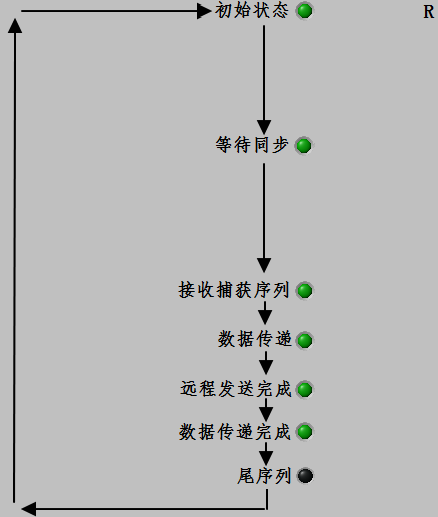 初始状态 R
等待同步
接收捕获序列
数据传递
远程发送完成
数据传递完成
尾序列